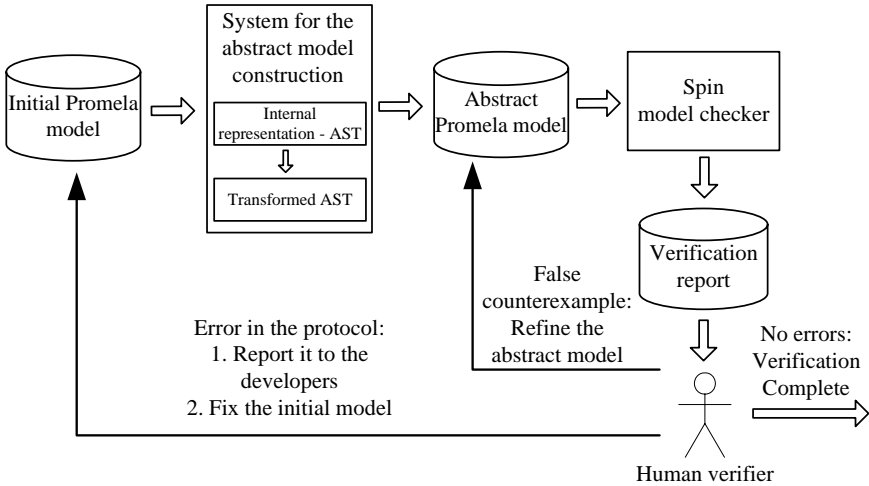 System for the
abstract model
construction
Initial Promela
model
Internal
representation - AST
Transformed AST
Abstract
Promela model
Spin
model checker
Verification
report
False
counterexample:
Refine the
abstract model
Error in the protocol:
1. Report it to the
developers
2. Fix the initial model
No errors:
Verification
Complete
Human verifier